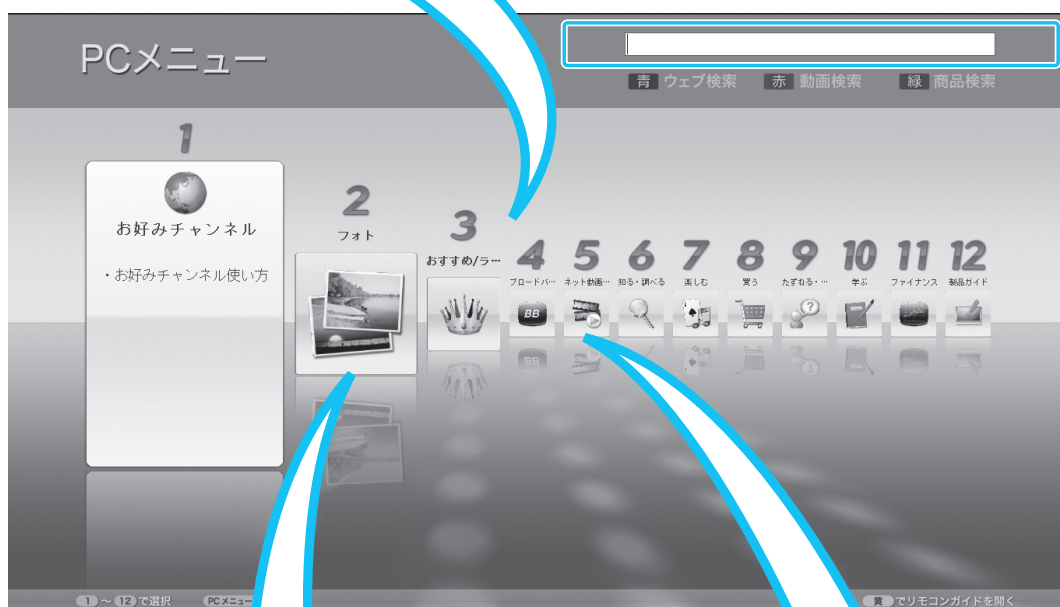 PCメニュー
青 ウェブ検索 赤 動画検索 緑 商品検索
1
お好みチャンネル
・お好みチャンネル使い方
2
フォト
3
おすすめ/ラ…
4
ブロードバ…
BB
5
ネット動画…
6
知る・調べる
7
楽しむ
8
買う
9
たずねる・…
10
学ぶ
11
ファイナンス
12
製品ガイド
1 ～ 12 で選択 PCメニュー
黄 でリモコンガイドを開く